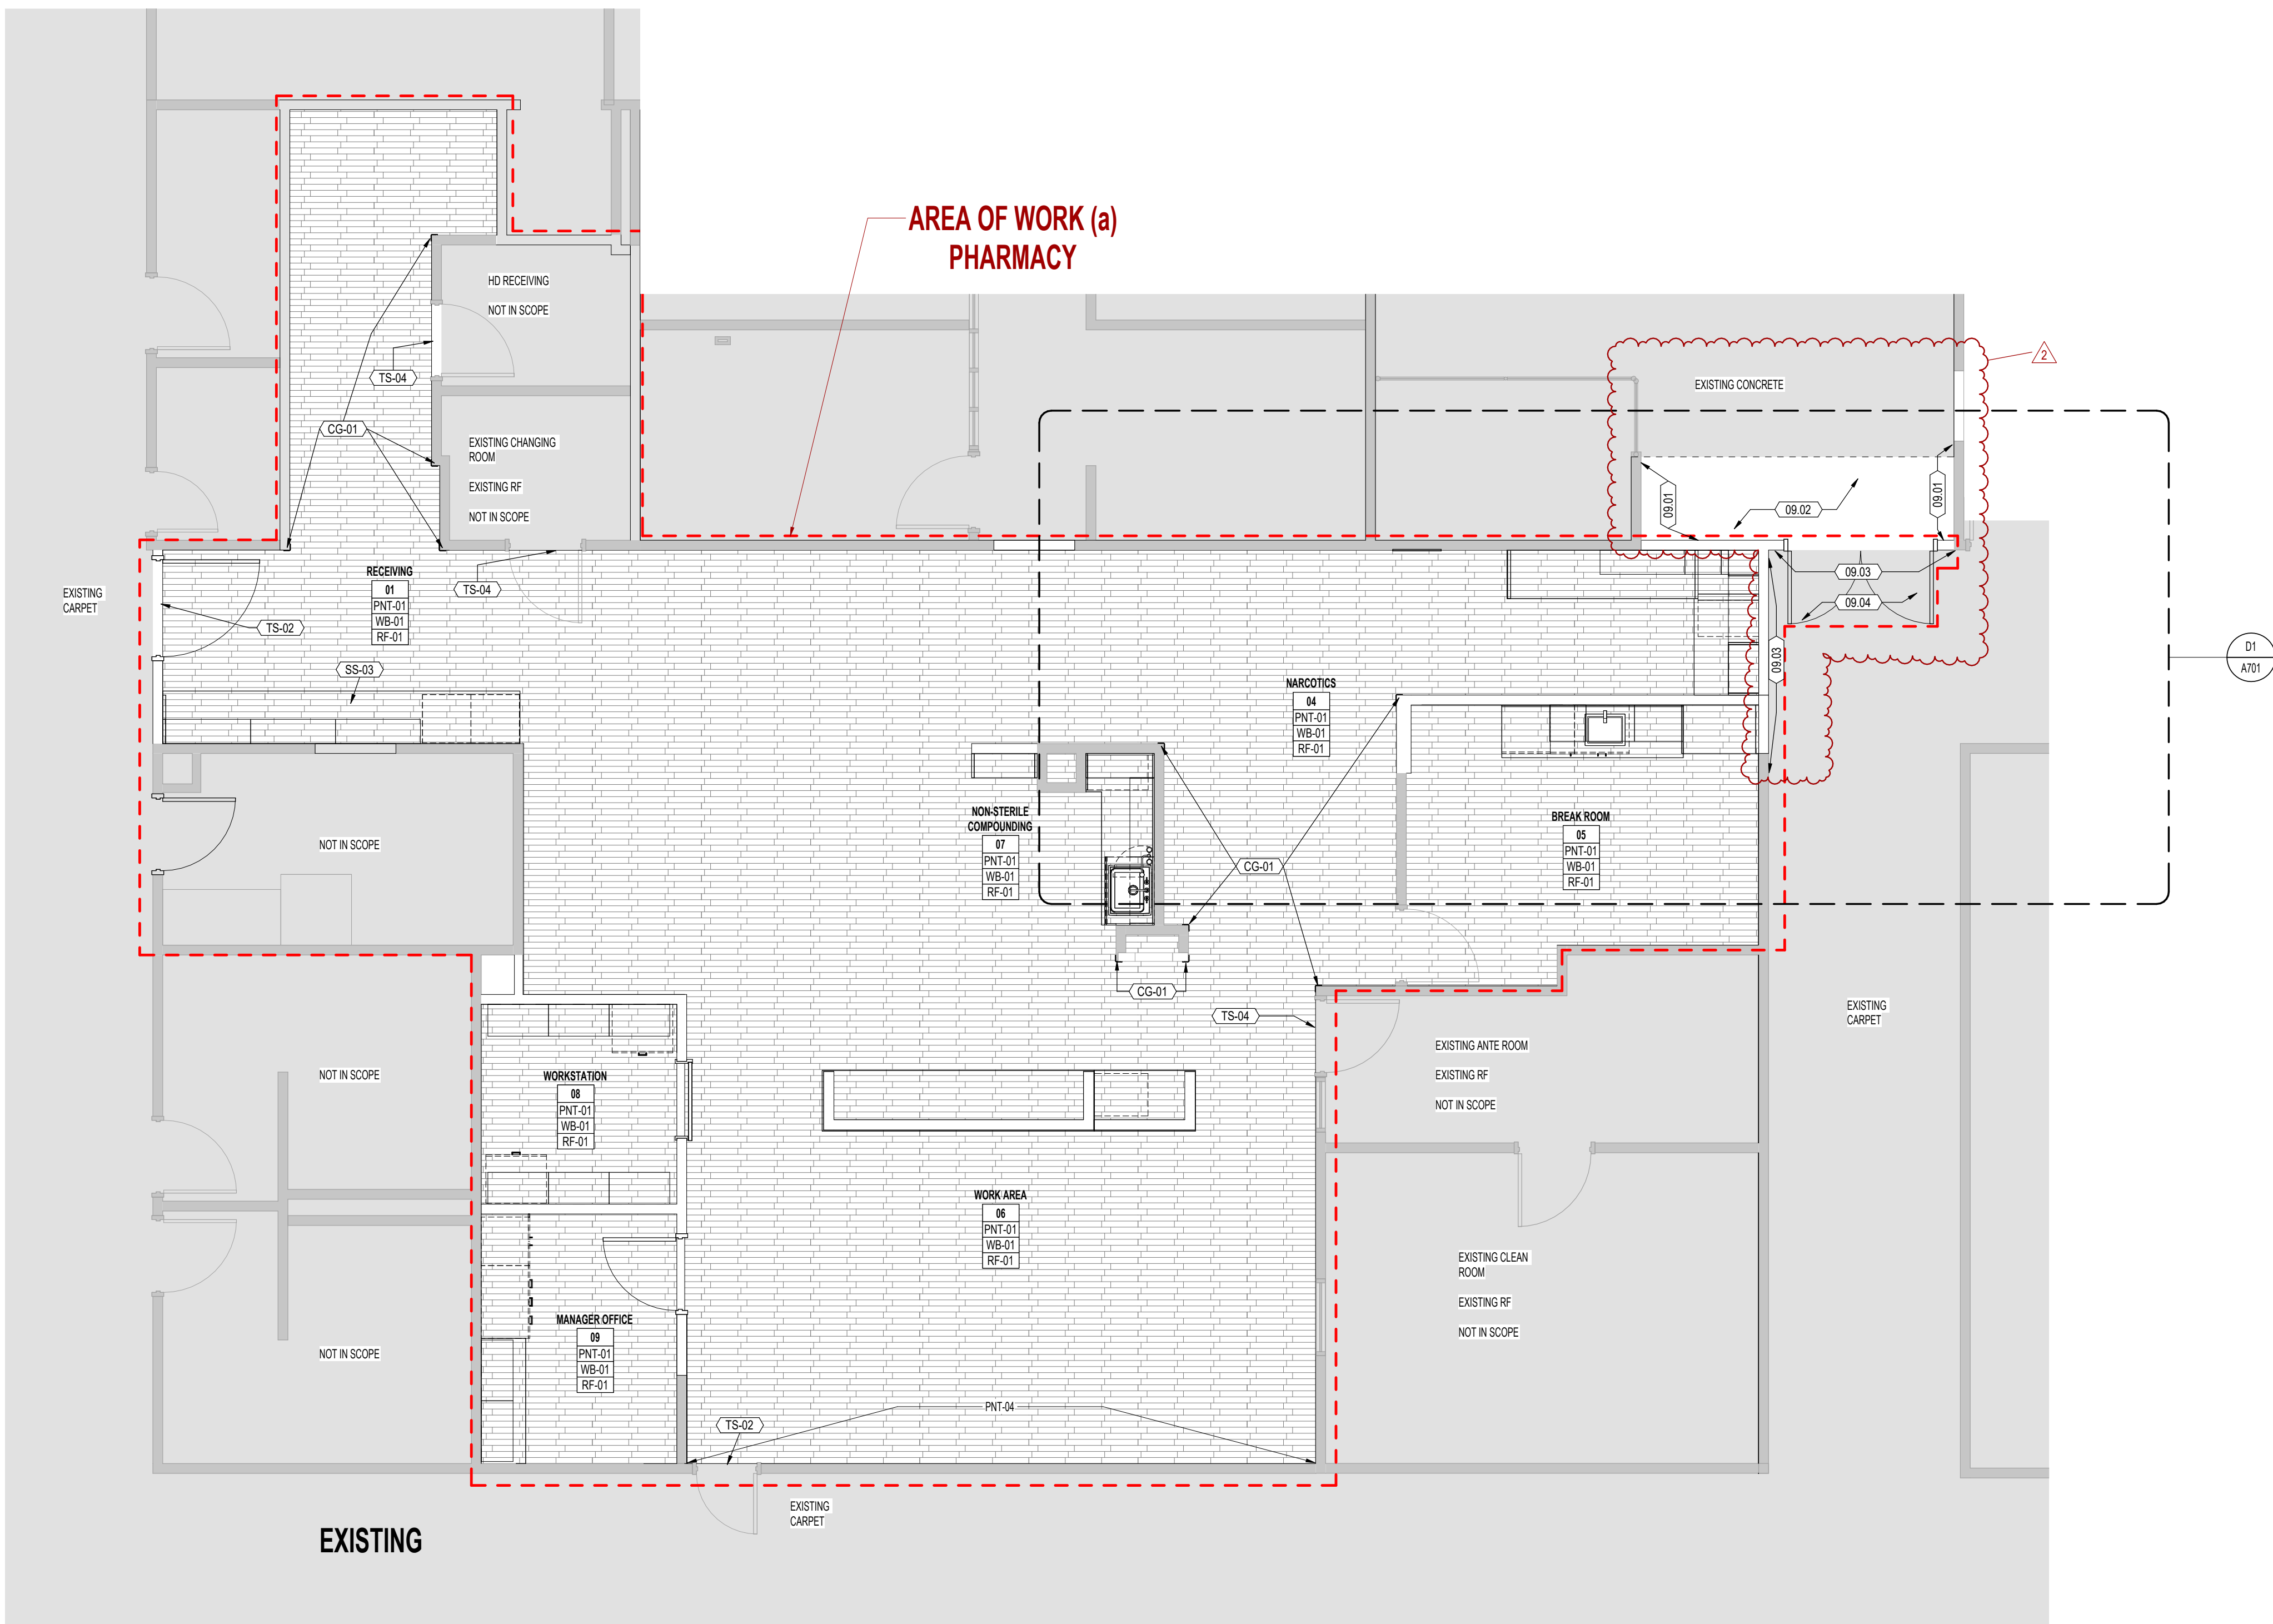 AREA OF WORK (a)
PHARMACY
HD RECEIVING
NOT IN SCOPE
TS-04
2
EXISTING CONCRETE
CG-01
EXISTING CHANGING
ROOM
EXISTING RF
NOT IN SCOPE
09.01
09.02
09.01
RECEIVING
01
PNT-01
WB-01
RF-01
TS-04
EXISTING
CARPET
TS-02
SS-03
09.03
09.04
09.03
D1
A701
NARCOTICS
04
PNT-01
WB-01
RF-01
NON-STERILE
COMPOUNDING
07
PNT-01
WB-01
RF-01
BREAK ROOM
05
PNT-01
WB-01
RF-01
NOT IN SCOPE
CG-01
CG-01
TS-04
EXISTING
CARPET
EXISTING ANTE ROOM
EXISTING RF
NOT IN SCOPE
NOT IN SCOPE
WORKSTATION
08
PNT-01
WB-01
RF-01
WORK AREA
06
PNT-01
WB-01
RF-01
EXISTING CLEAN
ROOM
EXISTING RF
NOT IN SCOPE
MANAGER OFFICE
09
PNT-01
WB-01
RF-01
NOT IN SCOPE
PNT-04
TS-02
EXISTING
CARPET
EXISTING